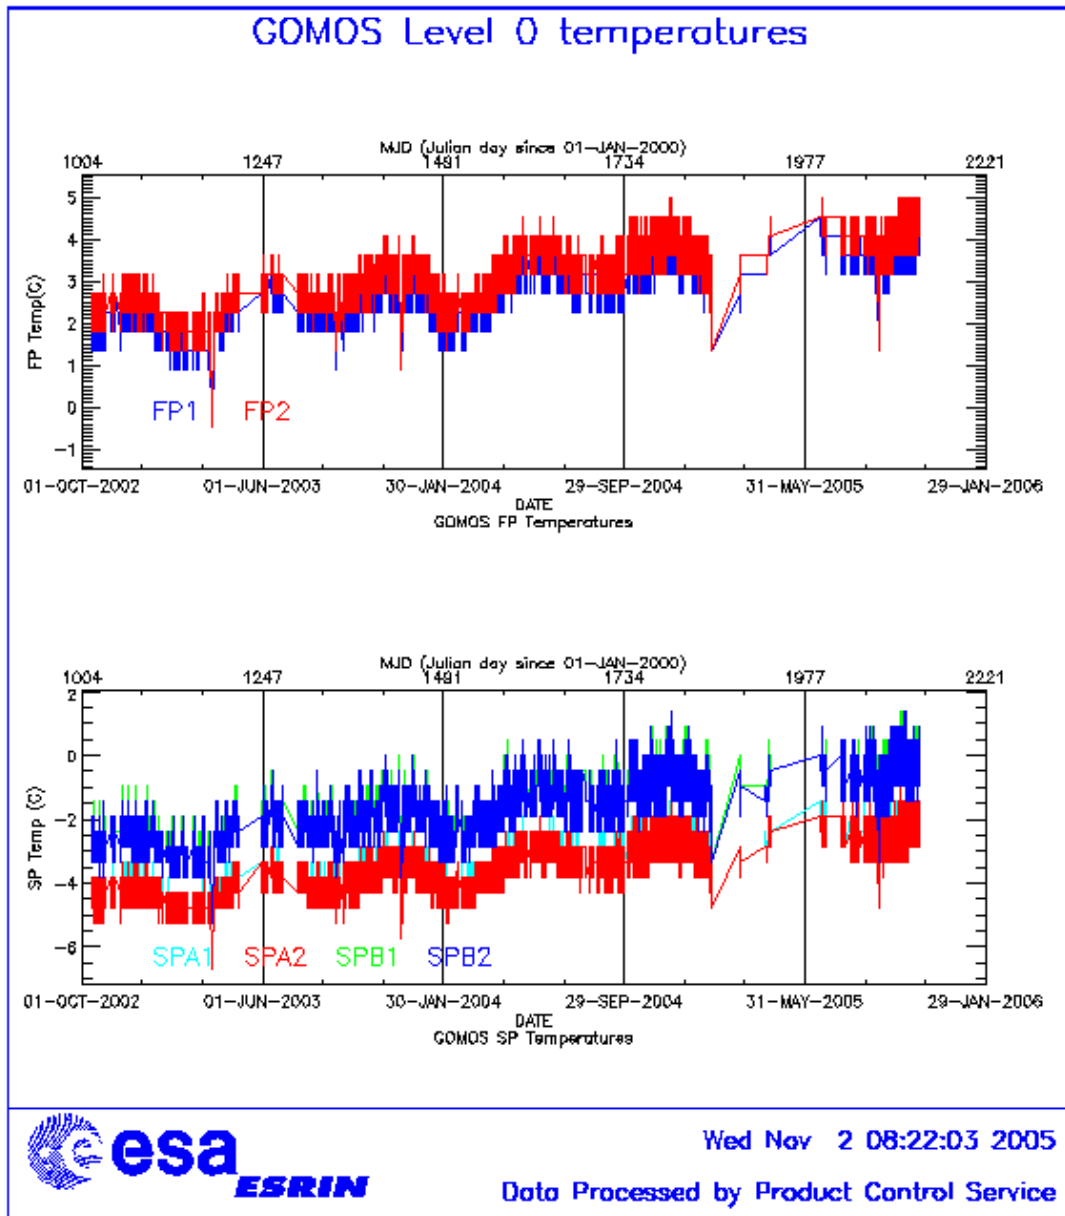 GOMOS Level 0 temperatures
MJD (Julian day since 01-JAN-2000)
1004 1247 1491 1734 1977 2221
5
4
3
2
1
0
-1
FP Temp(C)
FP1 FP2
01-OCT-2002 01-JUN-2003 30-JAN-2004 29-SEP-2004 31-MAY-2005 29-JAN-2006
DATE
GOMOS FP Temperatures
MJD (Julian day since 01-JAN-2000)
1004 1247 1491 1734 1977 2221
2
0
-2
-4
-6
SP Temp (C)
SPA1 SPA2 SPB1 SPB2
01-OCT-2002 01-JUN-2003 30-JAN-2004 29-SEP-2004 31-MAY-2005 29-JAN-2006
DATE
GOMOS SP Temperatures
esa
ESRIN
Wed Nov 2 08:22:03 2005
Data Processed by Product Control Service